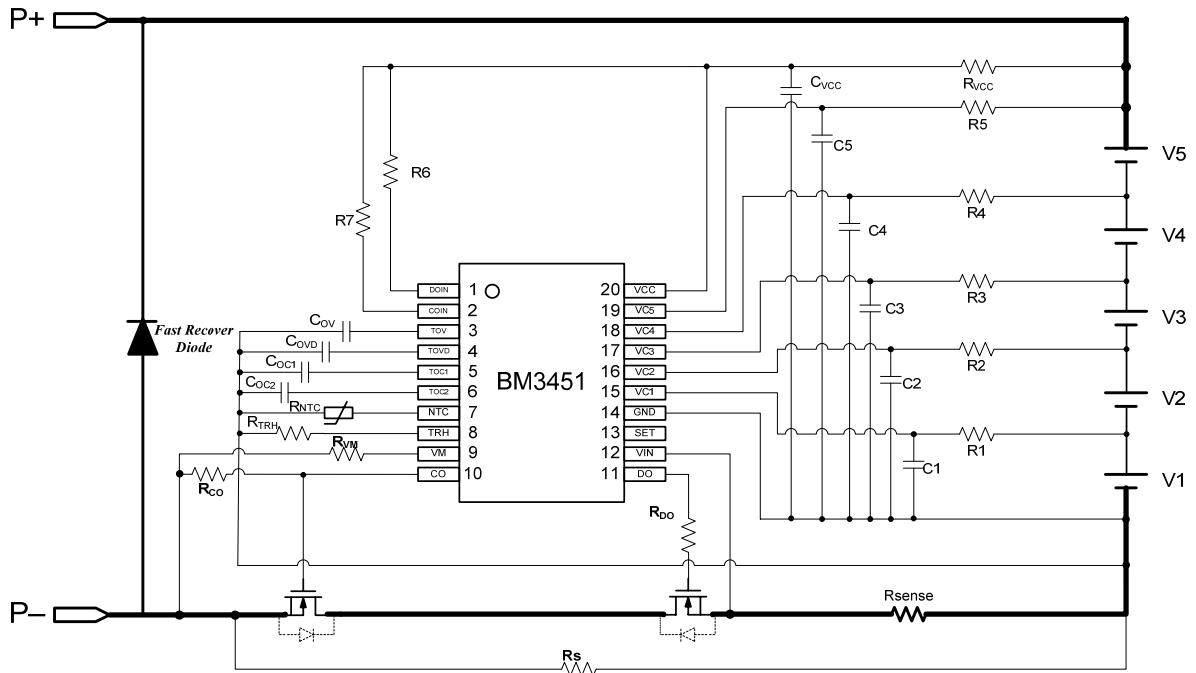 P+
CVCC
RVCC
R5
C5
V5
R6
R7
R4
C4
V4
R3
C3
V3
R2
C2
V2
R1
C1
V1
Fast Recover
Diode
COV
COVD
COC1
COC2
RNTC
RTRH
RVM
RCO
BM3451
DOIN 1 20 VCC
COIN 2 19 VC5
TOV 3 18 VC4
TOVD 4 17 VC3
TOC1 5 16 VC2
TOC2 6 15 VC1
NTC 7 14 GND
TRH 8 13 SET
VM 9 12 VIN
CO 10 11 DO
RDO
P−
Rsense
Rs